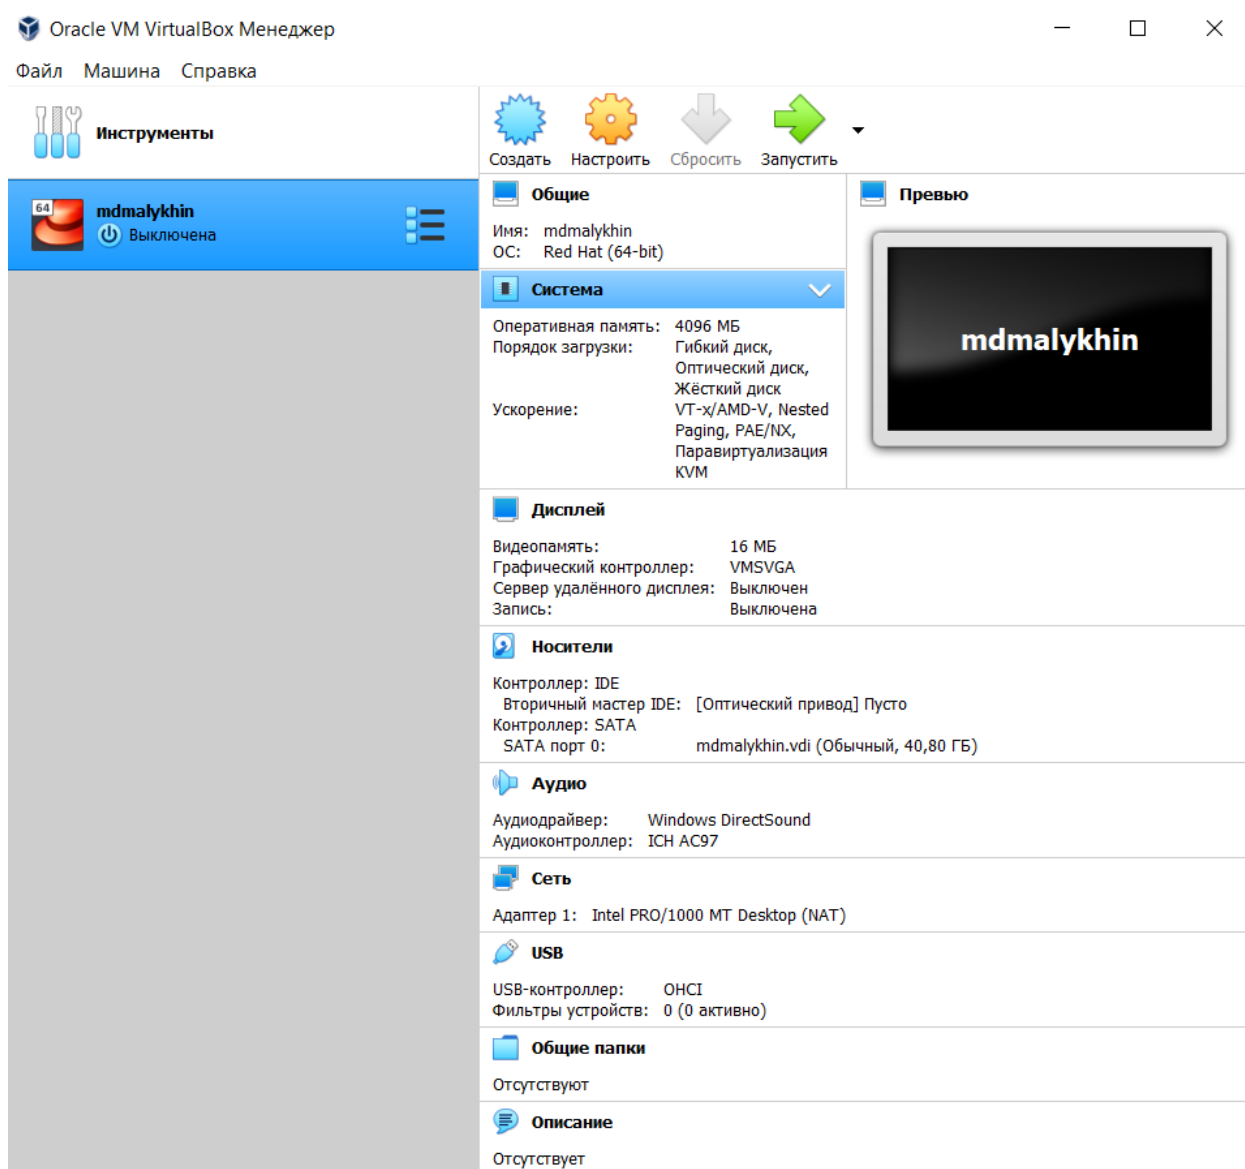 Oracle VM VirtualBox Менеджер
Файл Машина Справка
Инструменты
64
mdmalykhin
Выключена
Создать Настроить Сбросить Запустить
Общие
Имя: mdmalykhin
ОС: Red Hat (64-bit)
Превью
mdmalykhin
Система
Оперативная память: 4096 МБ
Порядок загрузки: Гибкий диск,
Оптический диск,
Жёсткий диск
Ускорение: VT-x/AMD-V, Nested
Paging, PAE/NX,
Паравиртуализация
KVM
Дисплей
Видеопамять: 16 МБ
Графический контроллер: VMSVGA
Сервер удалённого дисплея: Выключен
Запись: Выключена
Носители
Контроллер: IDE
Вторичный мастер IDE: [Оптический привод] Пусто
Контроллер: SATA
SATA порт 0: mdmalykhin.vdi (Обычный, 40,80 ГБ)
Аудио
Аудиодрайвер: Windows DirectSound
Аудиоконтроллер: ICH AC97
Сеть
Адаптер 1: Intel PRO/1000 MT Desktop (NAT)
USB
USB-контроллер: OHCI
Фильтры устройств: 0 (0 активно)
Общие папки
Отсутствуют
Описание
Отсутствует